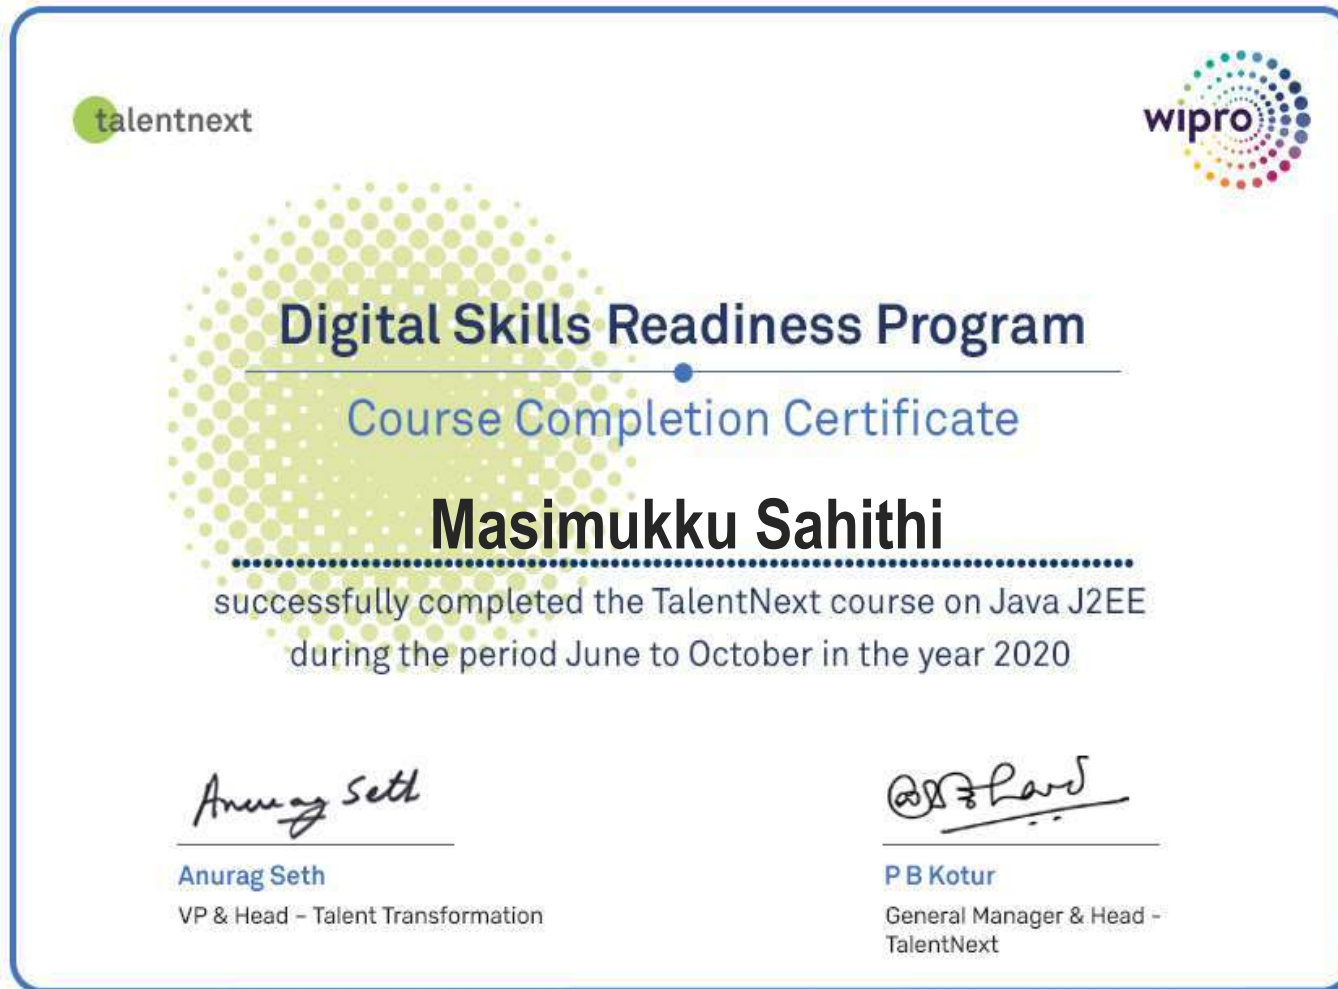 talentnext
wipro
Digital Skills Readiness Program
Course Completion Certificate
Masimukku Sahithi
successfully completed the TalentNext course on Java J2EE
during the period June to October in the year 2020
Anurag Seth
Anurag Seth
VP & Head – Talent Transformation
P B Kotur
General Manager & Head -
TalentNext